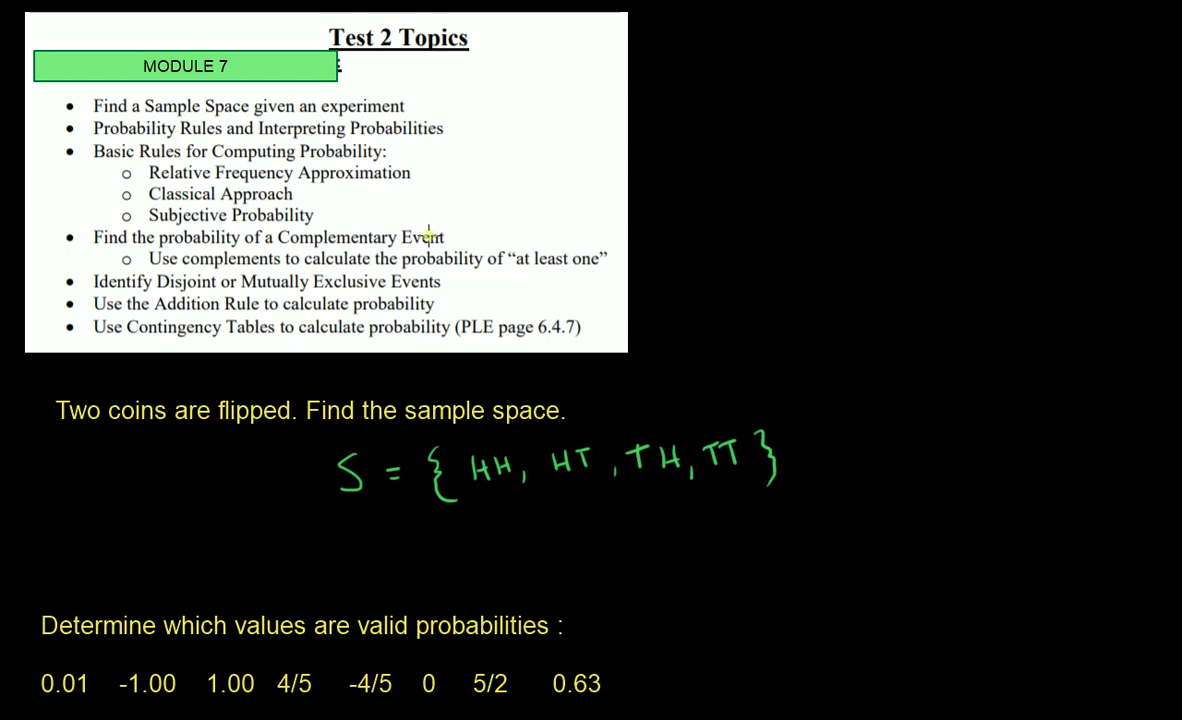 Test 2 Topics
MODULE 7
• Find a Sample Space given an experiment
• Probability Rules and Interpreting Probabilities
• Basic Rules for Computing Probability:
o Relative Frequency Approximation
o Classical Approach
o Subjective Probability
• Find the probability of a Complementary Event
o Use complements to calculate the probability of “at least one”
• Identify Disjoint or Mutually Exclusive Events
• Use the Addition Rule to calculate probability
• Use Contingency Tables to calculate probability (PLE page 6.4.7)
Two coins are flipped. Find the sample space.
S = { HH, HT, TH, TT }
Determine which values are valid probabilities :
0.01 -1.00 1.00 4/5 -4/5 0 5/2 0.63